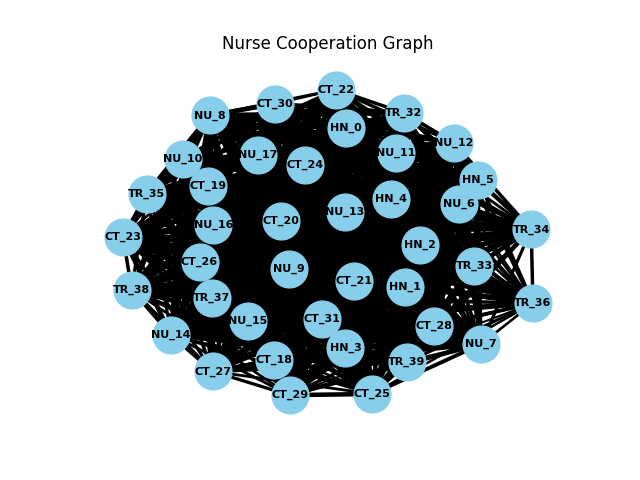 Nurse Cooperation Graph
CT_22
CT_30
TR_32
NU_8
HN_0
NU_12
NU_17
NU_11
NU_10
CT_24
HN_5
CT_19
TR_35
HN_4
NU_6
NU_13
CT_20
NU_16
TR_34
CT_23
HN_2
CT_26
TR_33
NU_9
CT_21
HN_1
TR_38
TR_37
TR_36
CT_31
NU_15
CT_28
NU_14
NU_7
HN_3
CT_18
TR_39
CT_27
CT_29
CT_25